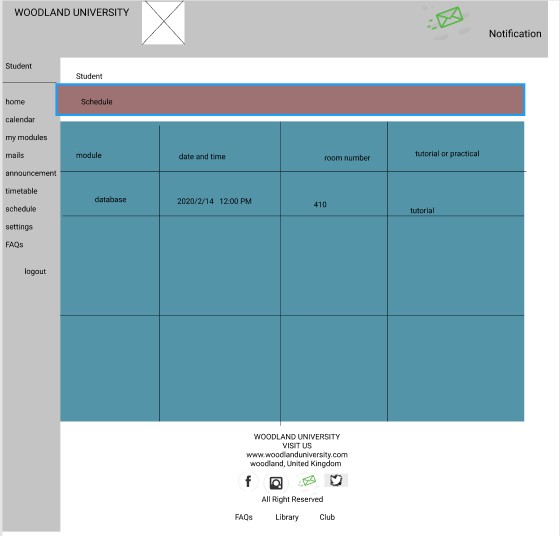 WOODLAND UNIVERSITY
Notification
Student
home
calendar
my modules
mails
announcement
timetable
schedule
settings
FAQs
logout
Student
Schedule
module date and time room number tutorial or practical
database 2020/2/14 12:00 PM 410 tutorial
WOODLAND UNIVERSITY
VISIT US
www.woodlanduniversity.com
woodland, United Kingdom
All Right Reserved
FAQs Library Club